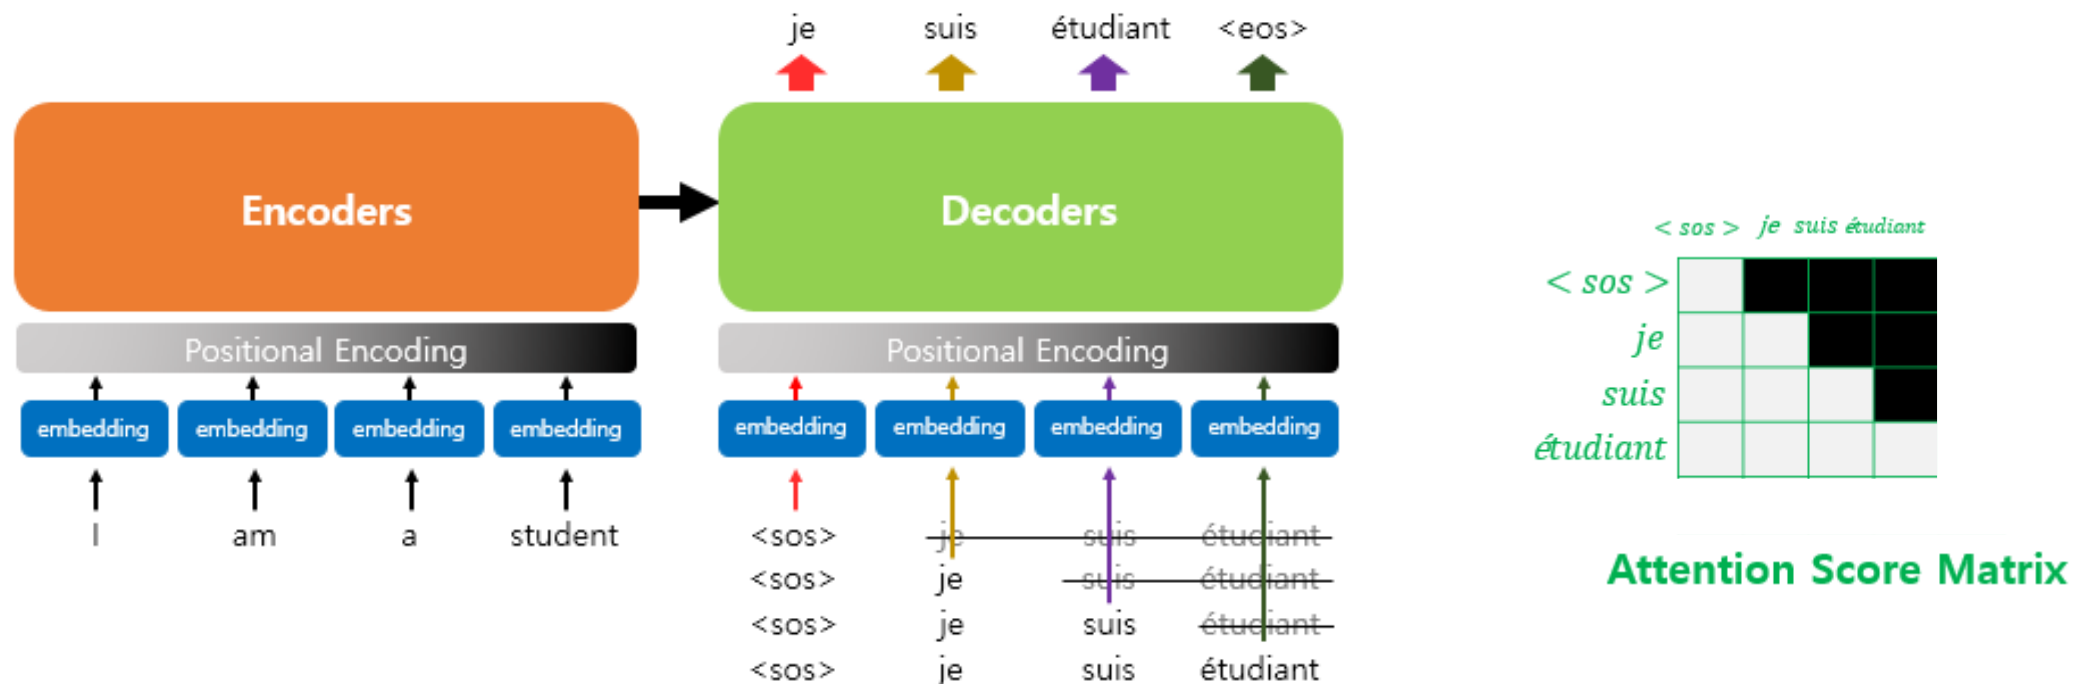 je suis étudiant <eos>
Encoders
Decoders
Positional Encoding
Positional Encoding
embedding embedding embedding embedding
embedding embedding embedding embedding
I am a student
<sos> je suis étudiant
<sos> je suis étudiant
<sos> je suis étudiant
<sos> je suis étudiant
< sos > je suis étudiant
< sos >
je
suis
étudiant
Attention Score Matrix